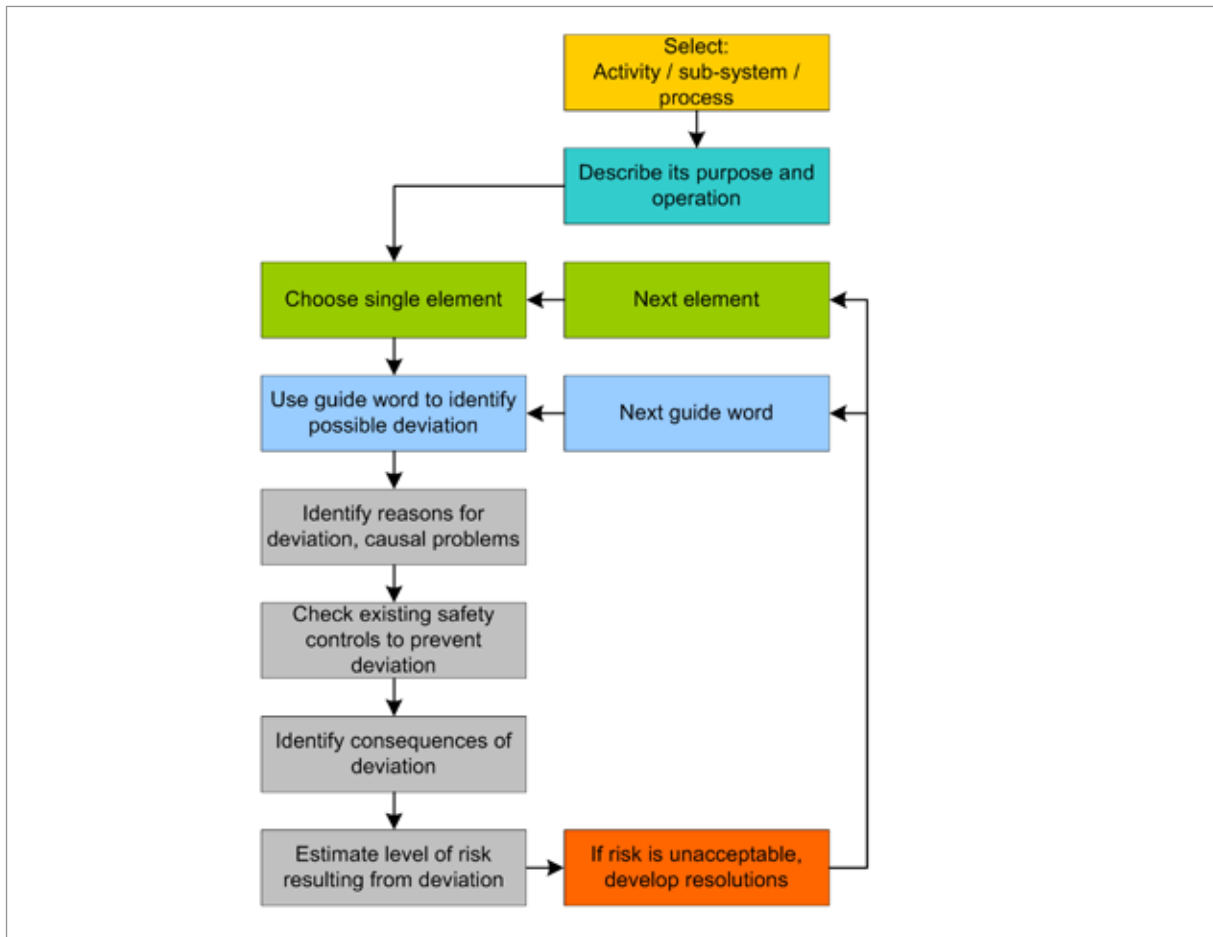 Select:
Activity / sub-system /
process
Describe its purpose and
operation
Choose single element
Next element
Use guide word to identify
possible deviation
Next guide word
Identify reasons for
deviation, causal problems
Check existing safety
controls to prevent
deviation
Identify consequences of
deviation
Estimate level of risk
resulting from deviation
If risk is unacceptable,
develop resolutions